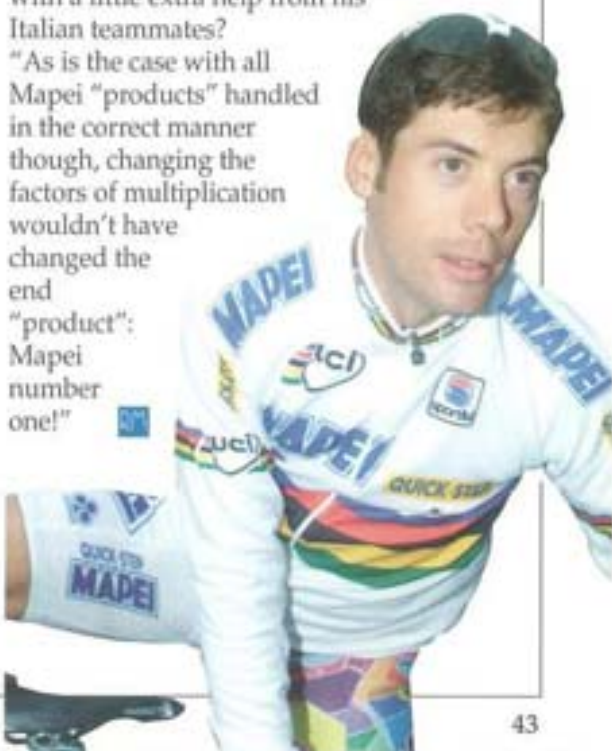 with a little extra help from his
Italian teammates?
"As is the case with all
Mapei "products" handled
in the correct manner
though, changing the
factors of multiplication
wouldn't have
changed the
end
"product":
Mapei
number
one!"
MAPEI
MAPEI
uci
Sportful
MAPEI
uci
QUICK STEP
QUICK STEP
MAPEI
43